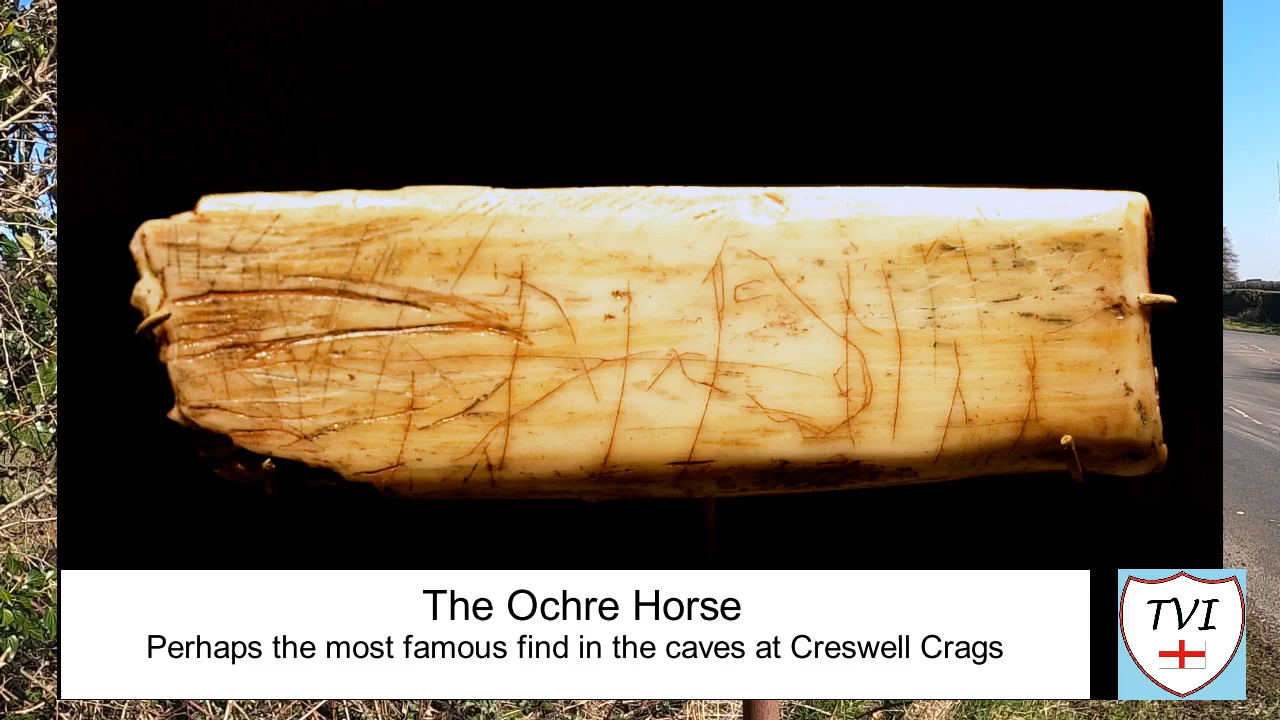 The Ochre Horse
Perhaps the most famous find in the caves at Creswell Crags
TVI